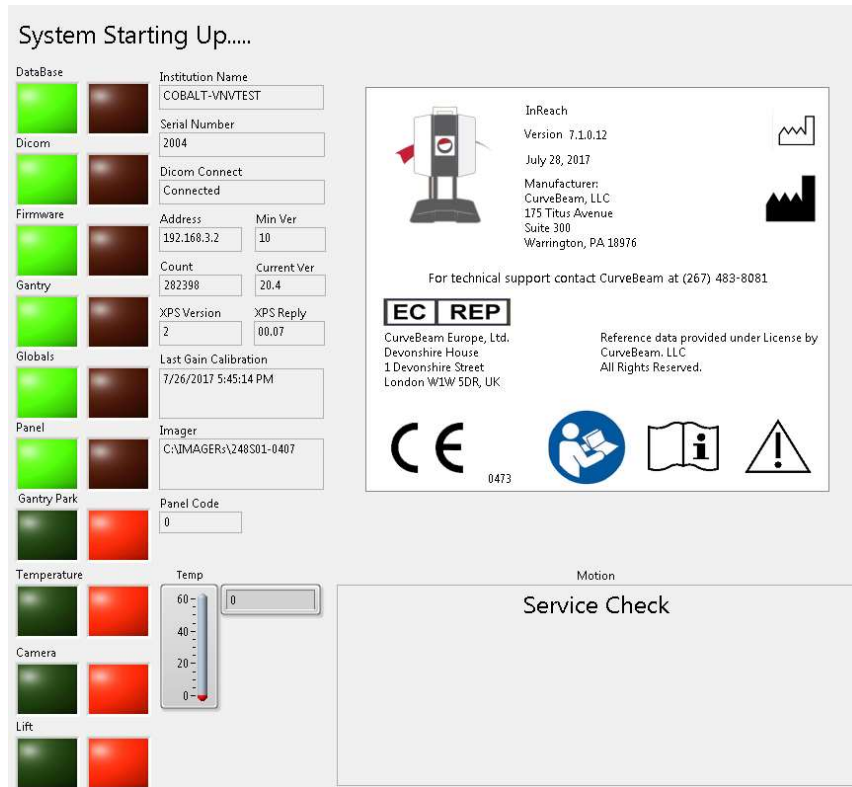 System Starting Up.....
DataBase
Institution Name
COBALT-VNVTEST
Serial Number
2004
Dicom
Dicom Connect
Connected
Firmware
Address Min Ver
192.168.3.2 10
Count Current Ver
282398 20.4
Gantry
XPS Version XPS Reply
2 00.07
Globals
Last Gain Calibration
7/26/2017 5:45:14 PM
Panel
Imager
C:\IMAGERs\248S01-0407
Gantry Park
Panel Code
0
Temperature
Temp
60
40
20
0
0
Camera
Lift
InReach
Version 7.1.0.12
July 28, 2017
Manufacturer:
CurveBeam, LLC
175 Titus Avenue
Suite 300
Warrington, PA 18976
For technical support contact CurveBeam at (267) 483-8081
EC REP
CurveBeam Europe, Ltd.
Devonshire House
1 Devonshire Street
London W1W 5DR, UK
Reference data provided under License by
CurveBeam. LLC
All Rights Reserved.
CE
0473
i
!
Motion
Service Check